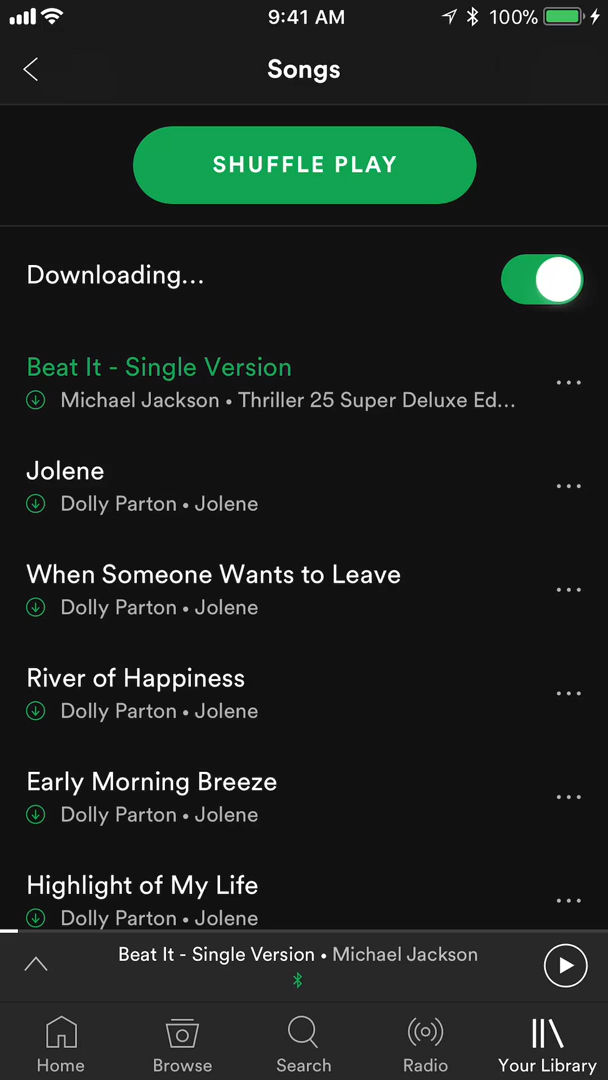 9:41 AM 100%
Songs
SHUFFLE PLAY
Downloading...
Beat It - Single Version
Michael Jackson • Thriller 25 Super Deluxe Ed...
Jolene
Dolly Parton • Jolene
When Someone Wants to Leave
Dolly Parton • Jolene
River of Happiness
Dolly Parton • Jolene
Early Morning Breeze
Dolly Parton • Jolene
Highlight of My Life
Dolly Parton • Jolene
Beat It - Single Version • Michael Jackson
Home Browse Search Radio Your Library